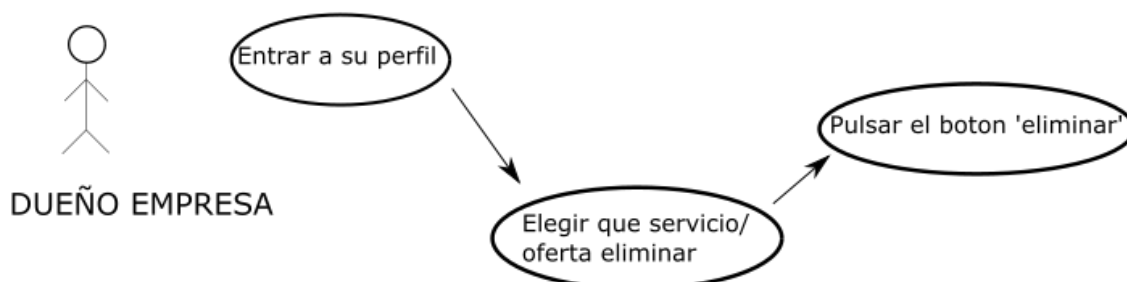 Entrar a su perfil
Pulsar el boton 'eliminar'
DUEÑO EMPRESA
Elegir que servicio/
oferta eliminar